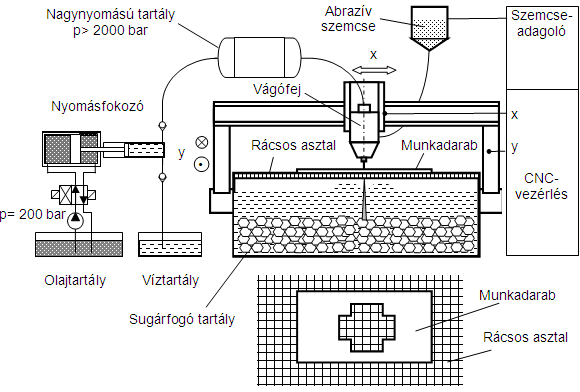 Nagynyomású tartály
p> 2000 bar
Abrazív
szemcse
Szemcse-
adagoló
x
Vágófej
Nyomásfokozó
x
y
Rácsos asztal
Munkadarab
y
CNC-
vezérlés
p= 200 bar
Olajtartály
Víztartály
Sugárfogó tartály
Munkadarab
Rácsos asztal